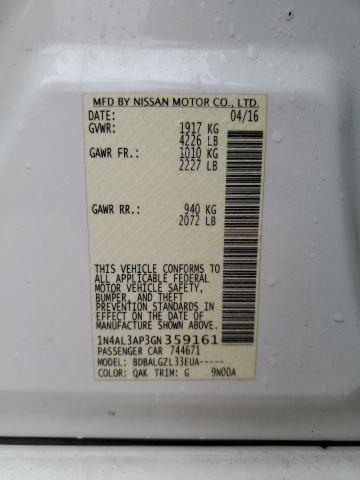 MFD BY NISSAN MOTOR CO., LTD.
DATE: 04/16
GVWR: 1917 KG
4226 LB
GAWR FR.: 1010 KG
2227 LB
GAWR RR.: 940 KG
2072 LB
THIS VEHICLE CONFORMS TO
ALL APPLICABLE FEDERAL
MOTOR VEHICLE SAFETY,
BUMPER, AND THEFT
PREVENTION STANDARDS IN
EFFECT ON THE DATE OF
MANUFACTURE SHOWN ABOVE.
1N4AL3AP3GN359161
PASSENGER CAR 744671
MODEL: BDBALGZL33EUA-----
COLOR: QAK TRIM: G 9N00A